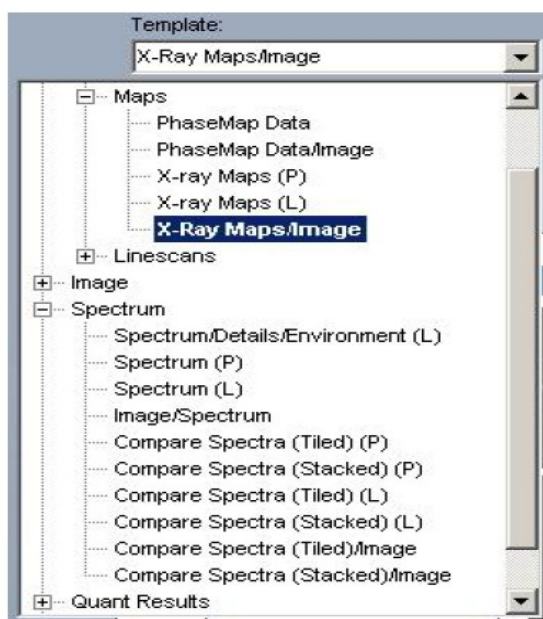 Template:
X-Ray Maps/Image
Maps
PhaseMap Data
PhaseMap Data/Image
X-ray Maps (P)
X-ray Maps (L)
X-Ray Maps/Image
Linescans
Image
Spectrum
Spectrum/Details/Environment (L)
Spectrum (P)
Spectrum (L)
Image/Spectrum
Compare Spectra (Tiled) (P)
Compare Spectra (Stacked) (P)
Compare Spectra (Tiled) (L)
Compare Spectra (Stacked) (L)
Compare Spectra (Tiled)/Image
Compare Spectra (Stacked)/Image
Quant Results